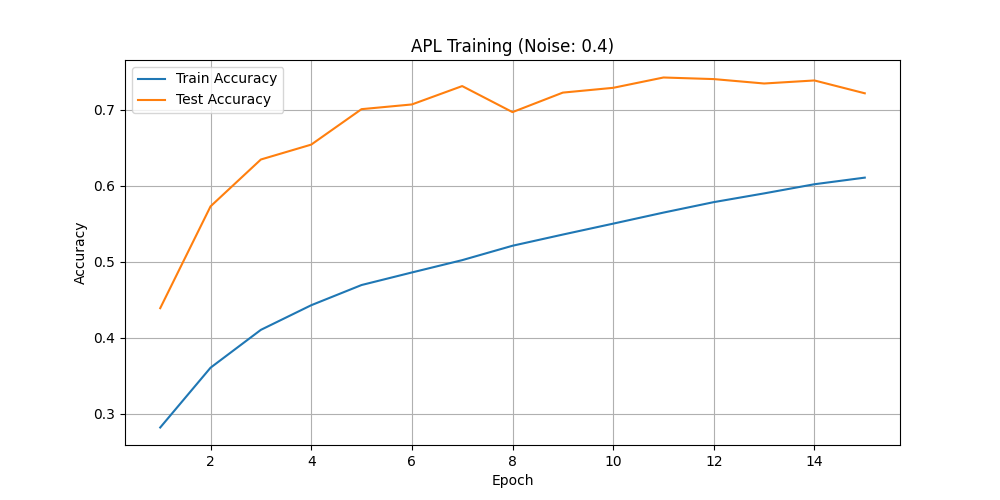 APL Training (Noise: 0.4)
Train Accuracy
Test Accuracy
0.7
0.6
0.5
0.4
0.3
Accuracy
2 4 6 8 10 12 14
Epoch